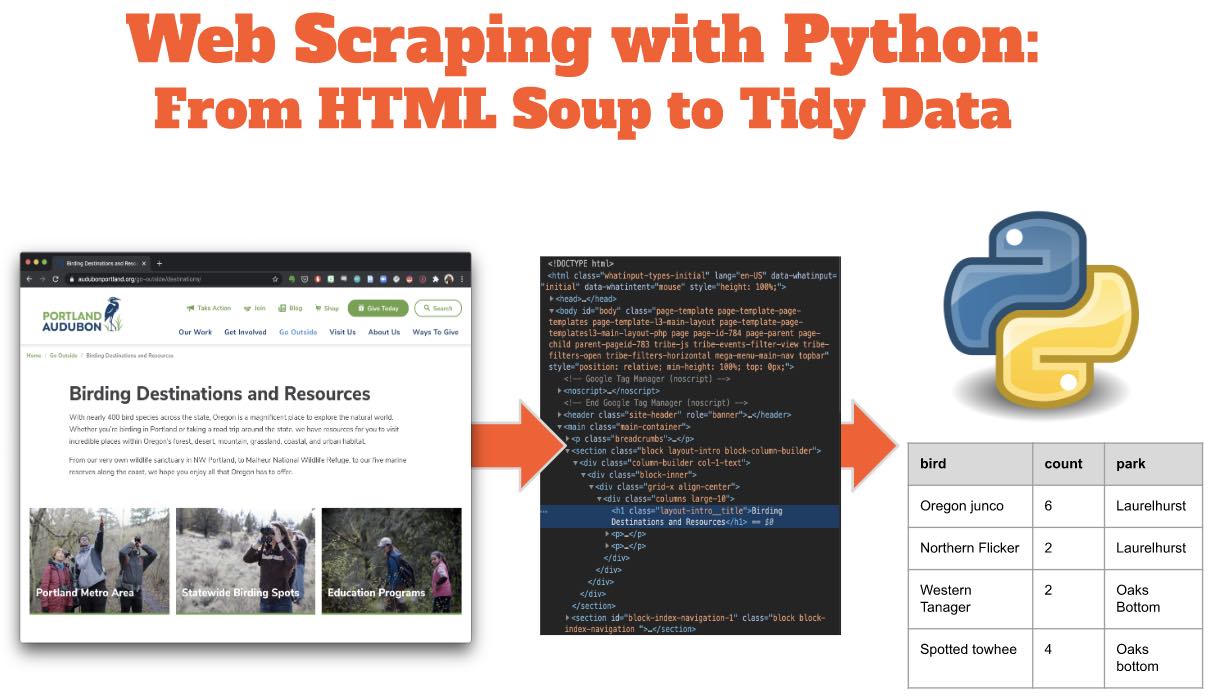 Web Scraping with Python:
From HTML Soup to Tidy Data
Birding Destinations and Reso
audubonportland.org/go-outside/destinations/
PORTLAND
AUDUBON
Take Action
Join
Blog
Shop
Give Today
Search
Our Work
Get Involved
Go Outside
Visit Us
About Us
Ways To Give
Home / Go Outside / Birding Destinations and Resources
Birding Destinations and Resources
With nearly 400 bird species across the state, Oregon is a magnificent place to explore the natural world.
Whether you're birding in Portland or taking a road trip around the state, we have resources for you to visit
incredible places within Oregon's forest, desert, mountain, grassland, coastal, and urban habitat.
From our very own wildlife sanctuary in NW Portland, to Malheur National Wildlife Refuge, to our five marine
reserves along the coast, we hope you enjoy all that Oregon has to offer.
Portland Metro Area
Statewide Birding Spots
Education Programs
<!DOCTYPE html>
<html class="whatinput-types-initial" lang="en-US" data-whatinput=
"initial" data-whatintent="mouse" style="height: 100%;">
<head>…</head>
<body id="body" class="page-template page-template-page-
templates page-template-l3-main-layout page-template-page-
templatesl3-main-layout-php page page-id-784 page-parent page-
child parent-pageid-783 tribe-js tribe-events-filter-view tribe-
filters-open tribe-filters-horizontal mega-menu-main-nav topbar"
style="position: relative; min-height: 100%; top: 0px;">
<!-- Google Tag Manager (noscript) -->
<noscript>…</noscript>
<!-- End Google Tag Manager (noscript) -->
<header class="site-header" role="banner">…</header>
<main class="main-container">
<p class="breadcrumbs">…</p>
<section class="block layout-intro block-column-builder">
<div class="column-builder col-1-text">
<div class="block-inner">
<div class="grid-x align-center">
<div class="columns large-10">
<h1 class="layout-intro__title">Birding
Destinations and Resources</h1> == $0
<p>…</p>
<p>…</p>
</div>
</div>
</div>
</div>
</section>
<section id="block-index-navigation-1" class="block block-
index-navigation ">…</section>
bird count park
Oregon junco 6 Laurelhurst
Northern Flicker 2 Laurelhurst
Western 2 Oaks
Tanager Bottom
Spotted towhee 4 Oaks
bottom